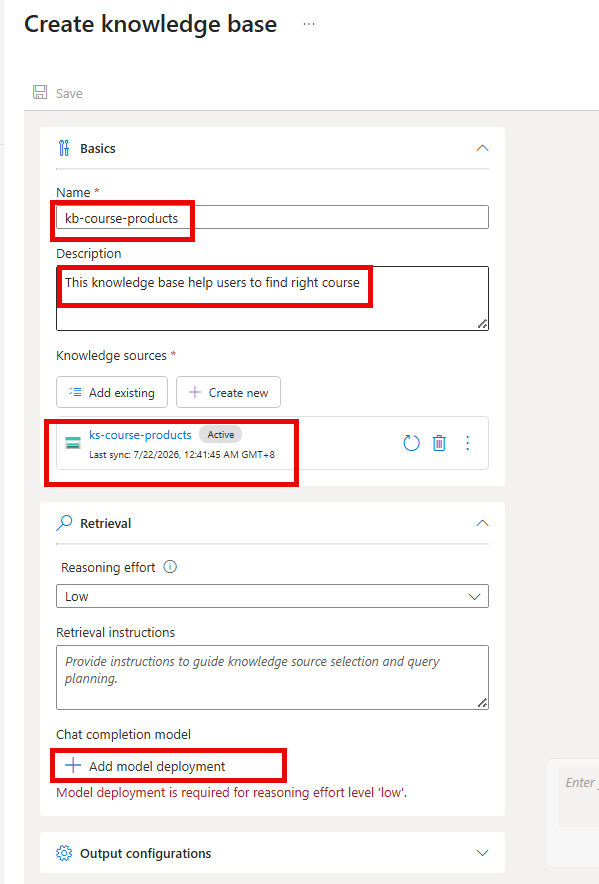 Create knowledge base ...
Save
Basics
Name *
kb-course-products
Description
This knowledge base help users to find right course
Knowledge sources *
Add existing
Create new
ks-course-products Active
Last sync: 7/22/2026, 12:41:45 AM GMT+8
Retrieval
Reasoning effort
Low
Retrieval instructions
Provide instructions to guide knowledge source selection and query
planning.
Chat completion model
Add model deployment
Model deployment is required for reasoning effort level 'low'.
Enter
Output configurations